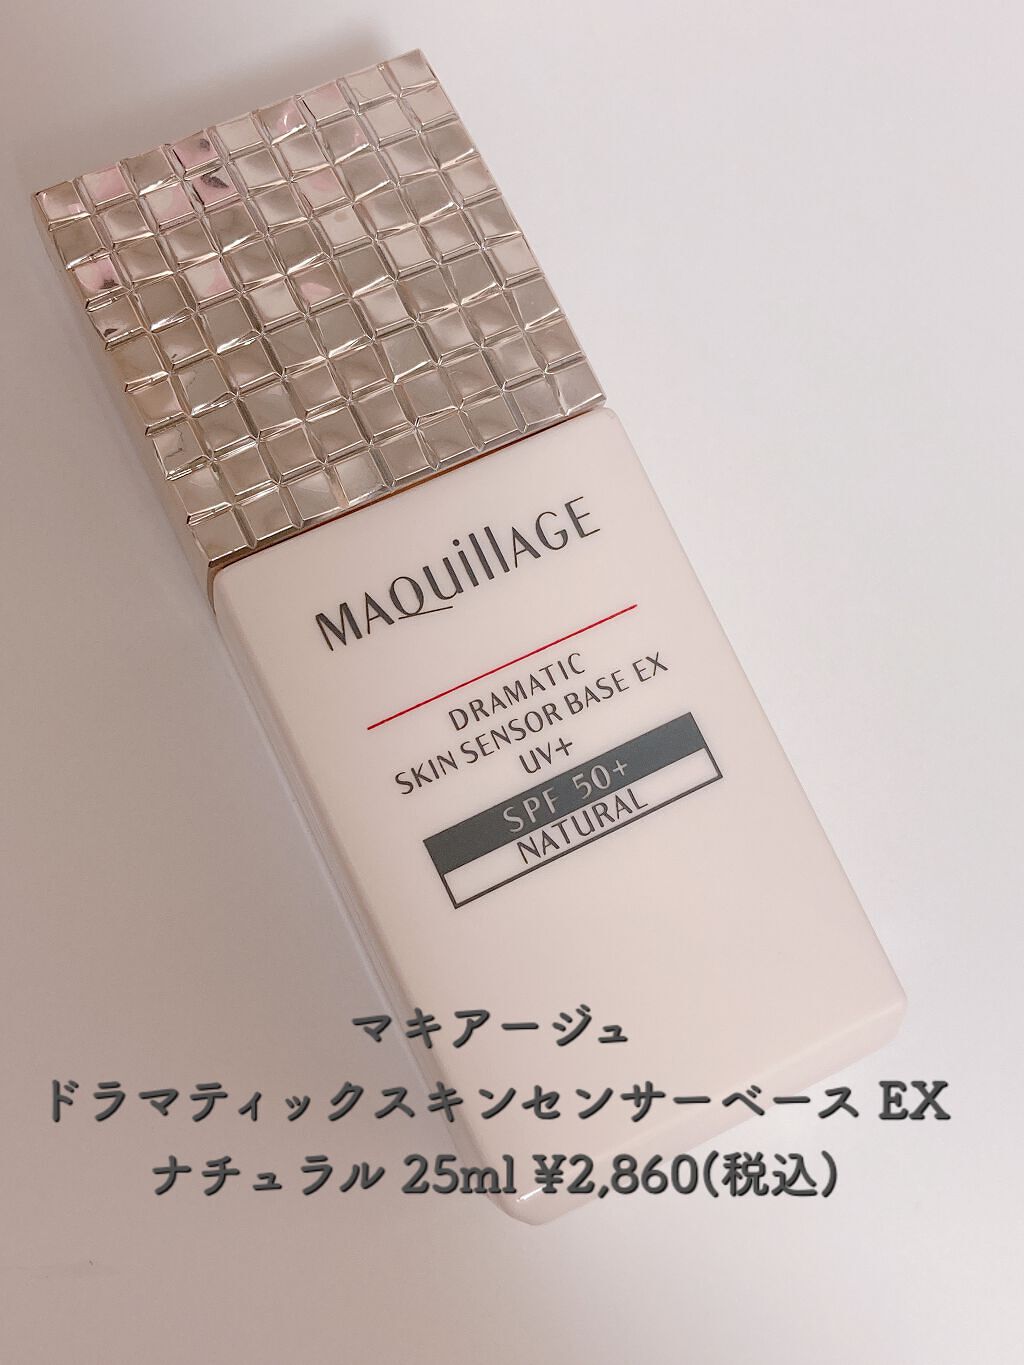 MAQuillAGE
DRAMATIC
SKIN SENSOR BASE EX
UV+
SPF 50+
NATURAL
マキアージュ
ドラマティックスキンセンサーベース EX
ナチュラル 25ml ¥2,860(税込)